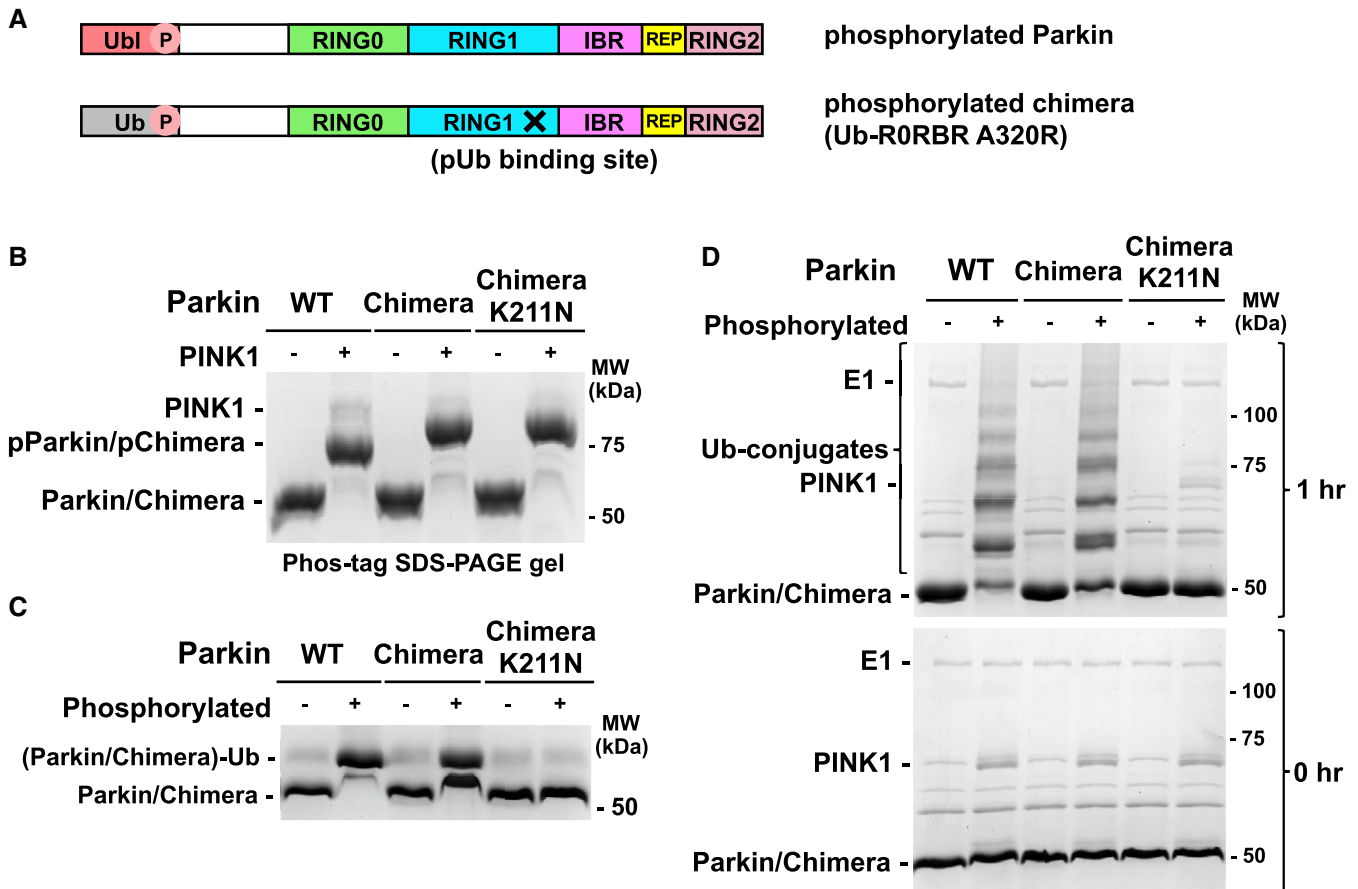 A
Ubl P RING0 RING1 IBR REP RING2 phosphorylated Parkin
Ub P RING0 RING1 IBR REP RING2 phosphorylated chimera
(Ub-R0RBR A320R)
(pUb binding site)
B
Parkin WT Chimera Chimera
K211N
PINK1 - + - + - +
MW
(kDa)
PINK1 -
pParkin/pChimera -
- 75
Parkin/Chimera -
- 50
Phos-tag SDS-PAGE gel
C
Parkin WT Chimera Chimera
K211N
Phosphorylated - + - + - +
MW
(kDa)
(Parkin/Chimera)-Ub -
Parkin/Chimera -
- 50
D
Parkin WT Chimera Chimera
K211N
Phosphorylated - + - + - +
MW
(kDa)
E1 -
- 100
Ub-conjugates
- 75
PINK1 -
1 hr
Parkin/Chimera -
- 50
E1 -
- 100
- 75
PINK1 -
0 hr
Parkin/Chimera -
- 50